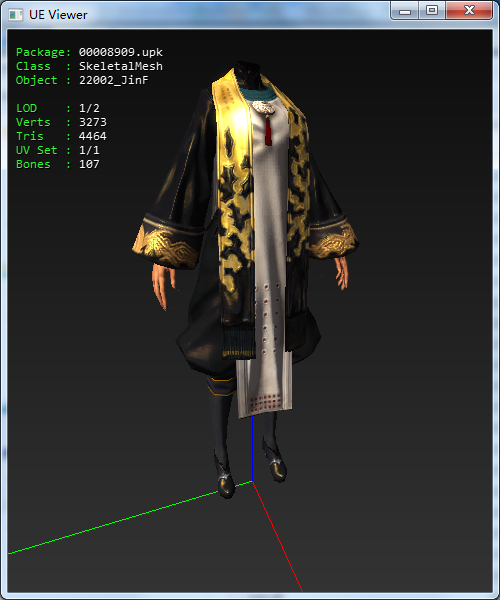 UE Viewer
Package: 00008909.upk
Class : SkeletalMesh
Object : 22002_JinF
LOD : 1/2
Verts : 3273
Tris : 4464
UV Set : 1/1
Bones : 107